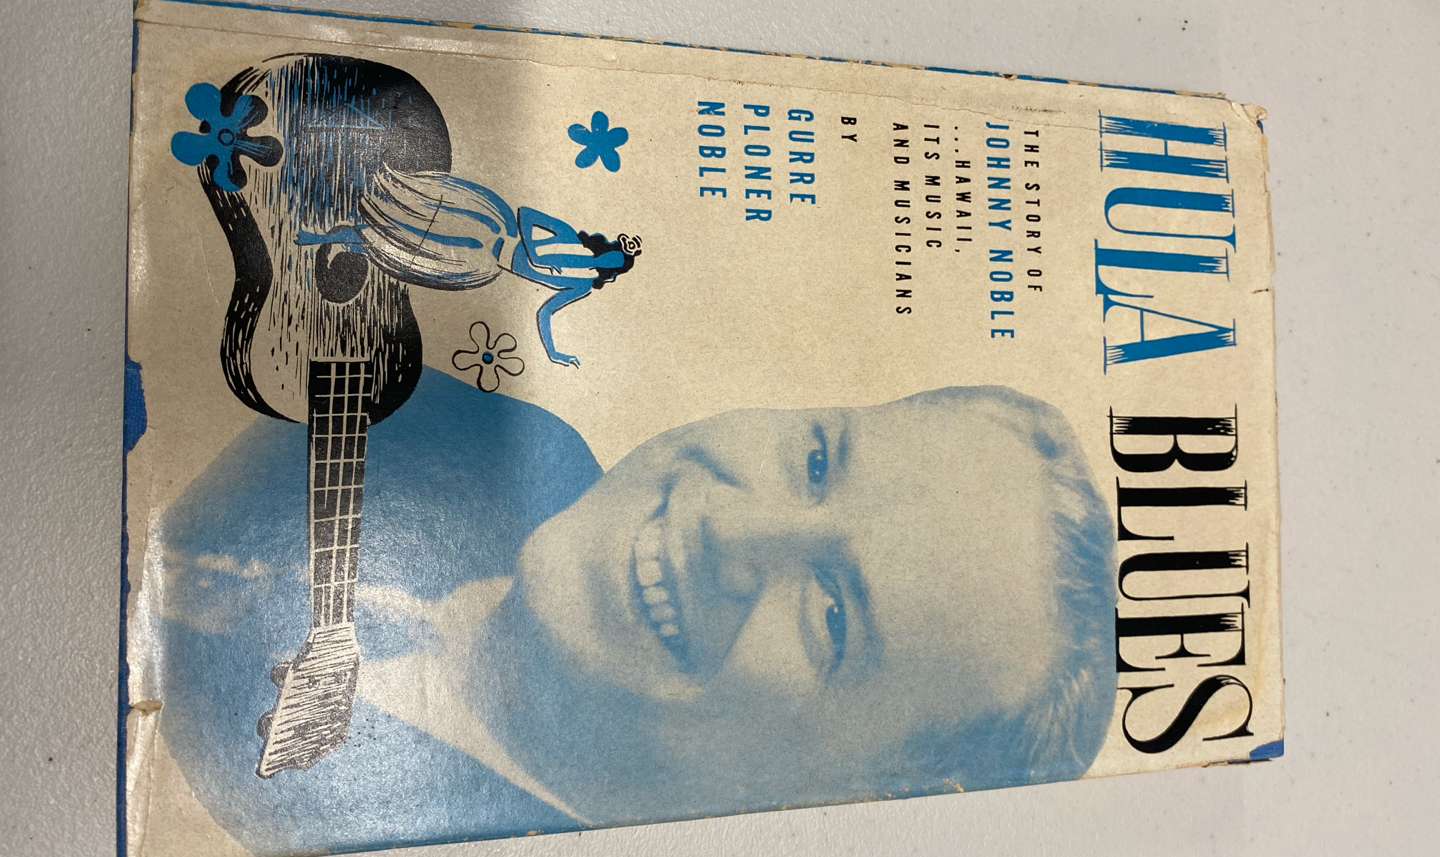 HULA BLUES
THE STORY OF
JOHNNY NOBLE
...HAWAII,
ITS MUSIC
AND MUSICIANS
BY
GURRE
PLONER
NOBLE